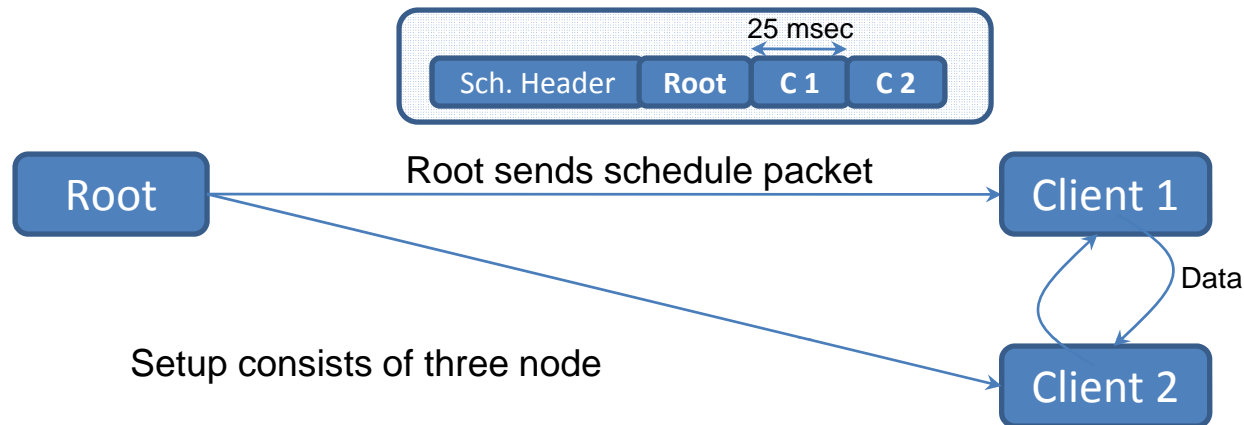 25 msec
Sch. Header Root C 1 C 2
Root sends schedule packet
Root
Client 1
Data
Setup consists of three node
Client 2